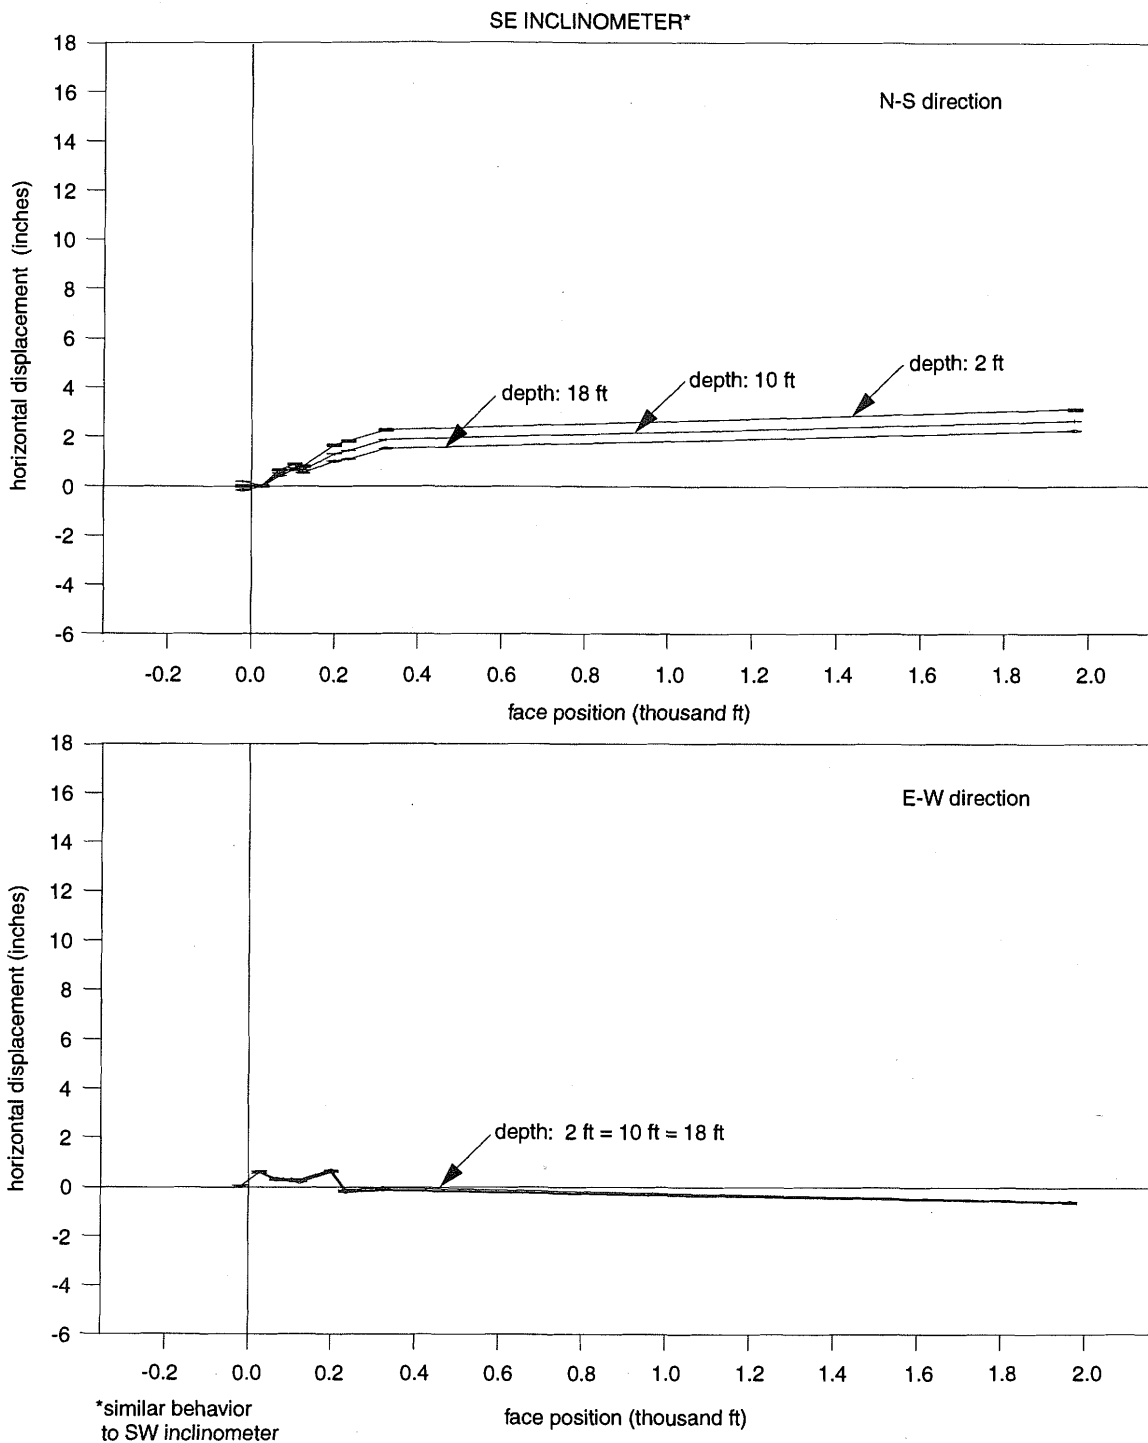 SE INCLINOMETER*
18
16
14
12
10
8
6
4
2
0
-2
-4
-6
horizontal displacement (inches)
N-S direction
depth: 18 ft
depth: 10 ft
depth: 2 ft
-0.2 0.0 0.2 0.4 0.6 0.8 1.0 1.2 1.4 1.6 1.8 2.0
face position (thousand ft)
18
16
14
12
10
8
6
4
2
0
-2
-4
-6
horizontal displacement (inches)
E-W direction
depth: 2 ft = 10 ft = 18 ft
-0.2 0.0 0.2 0.4 0.6 0.8 1.0 1.2 1.4 1.6 1.8 2.0
face position (thousand ft)
*similar behavior
to SW inclinometer